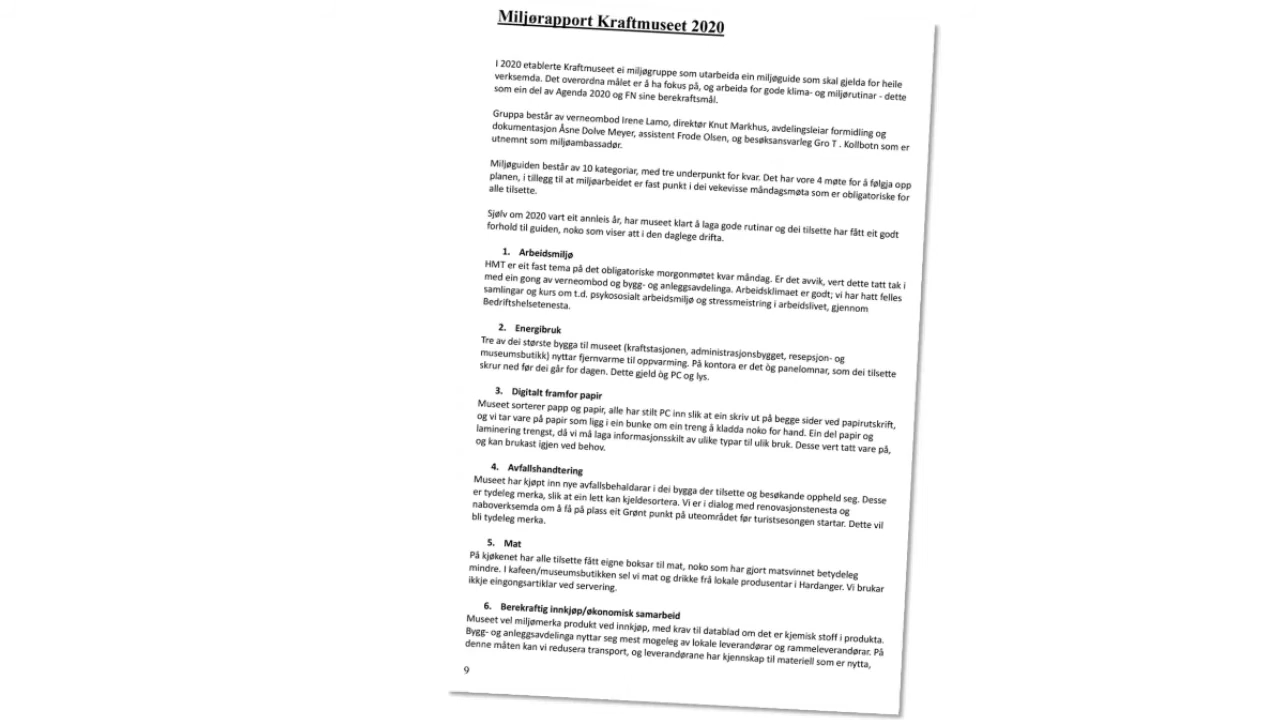 Miljørapport Kraftmuseet 2020
I 2020 etablerte Kraftmuseet ei miljøgruppe som utarbeida ein miljøguide som skal gjelda for heile
verksemda. Det overordna målet er å ha fokus på, og arbeida for gode klima- og miljørutinar - dette
som ein del av Agenda 2020 og FN sine berekraftsmål.
Gruppa består av verneombod Irene Lamo, direktør Knut Markhus, avdelingsleiar formidling og
dokumentasjon Åsne Dolve Meyer, assistent Frode Olsen, og besøksansvarleg Gro T . Kollbotn som er
utnemnt som miljøambassadør.
Miljøguiden består av 10 kategoriar, med tre underpunkt for kvar. Det har vore 4 møte for å følgja opp
planen, i tillegg til at miljøarbeidet er fast punkt i dei vekevisse måndagsmøta som er obligatoriske for
alle tilsette.
Sjølv om 2020 vart eit annleis år, har museet klart å laga gode rutinar og dei tilsette har fått eit godt
forhold til guiden, noko som viser att i den daglege drifta.
1. Arbeidsmiljø
HMT er eit fast tema på det obligatoriske morgonmøtet kvar måndag. Er det avvik, vert dette tatt tak i
med ein gong av verneombod og bygg- og anleggsavdelinga. Arbeidsklimaet er godt; vi har hatt felles
samlingar og kurs om t.d. psykososialt arbeidsmiljø og stressmeistring i arbeidslivet, gjennom
Bedriftshelsetenesta.
2. Energibruk
Tre av dei største bygga til museet (kraftstasjonen, administrasjonsbygget, resepsjon- og
museumsbutikk) nyttar fjernvarme til oppvarming. På kontora er det òg panelomnar, som dei tilsette
skrur ned før dei går for dagen. Dette gjeld òg PC og lys.
3. Digitalt framfor papir
Museet sorterer papp og papir, alle har stilt PC inn slik at ein skriv ut på begge sider ved papirutskrift,
og vi tar vare på papir som ligg i ein bunke om ein treng å kladda noko for hand. Ein del papir og
laminering trengst, då vi må laga informasjonsskilt av ulike typar til ulik bruk. Desse vert tatt vare på,
og kan brukast igjen ved behov.
4. Avfallshandtering
Museet har kjøpt inn nye avfallsbehaldarar i dei bygga der tilsette og besøkande oppheld seg. Desse
er tydeleg merka, slik at ein lett kan kjeldesortera. Vi er i dialog med renovasjonstenesta og
naboverksemda om å få på plass eit Grønt punkt på uteområdet før turistsesongen startar. Dette vil
bli tydeleg merka.
5. Mat
På kjøkenet har alle tilsette fått eigne boksar til mat, noko som har gjort matsvinnet betydeleg
mindre. I kafeen/museumsbutikken sel vi mat og drikke frå lokale produsentar i Hardanger. Vi brukar
ikkje eingongsartiklar ved servering.
6. Berekraftig innkjøp/økonomisk samarbeid
Museet vel miljømerka produkt ved innkjøp, med krav til datablad om det er kjemisk stoff i produkta.
Bygg- og anleggsavdelinga nyttar seg mest mogeleg av lokale leverandørar og rammeleverandørar. På
denne måten kan vi redusera transport, og leverandørane har kjennskap til materiell som er nytta,
9